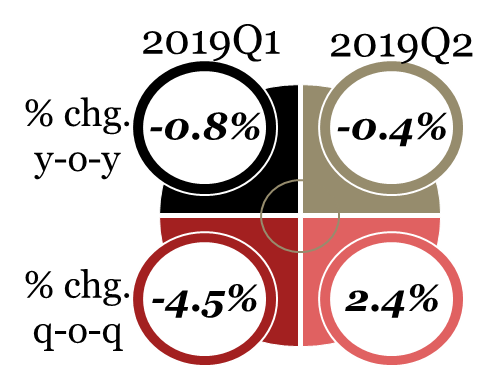 2019Q1
2019Q2
% chg.
y-o-y
-0.8%
-0.4%
% chg.
q-o-q
-4.5%
2.4%